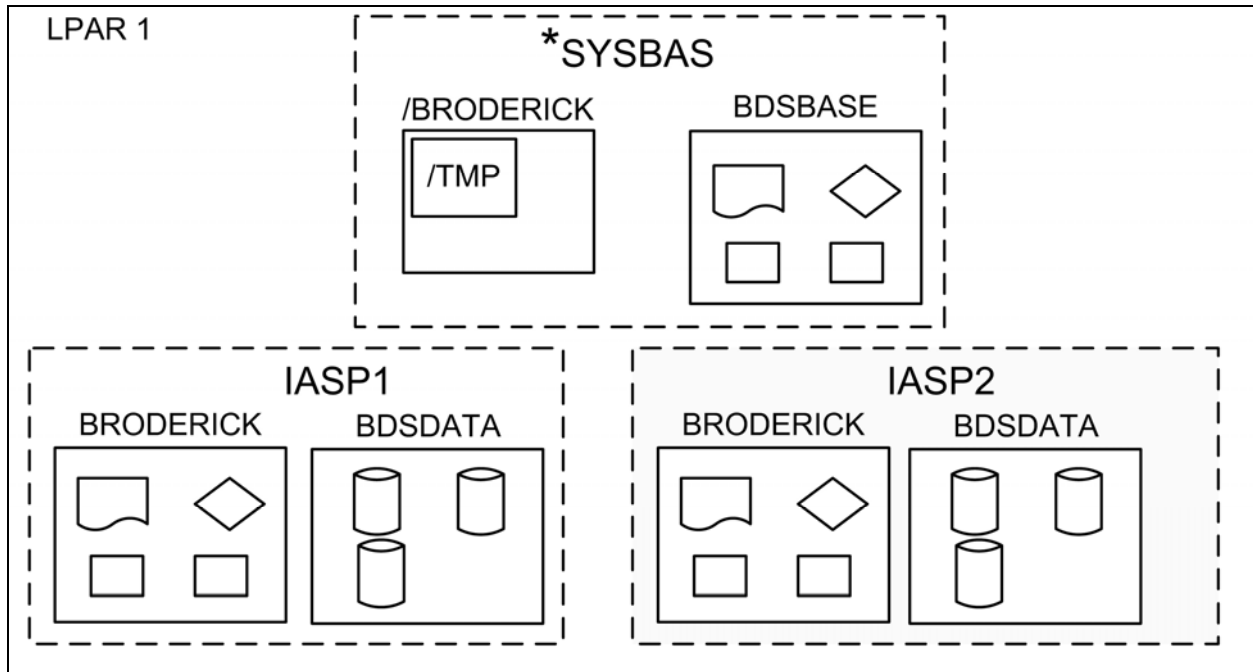 LPAR 1
*SYSBAS
/BRODERICK
BDSBASE
/TMP
IASP1
BRODERICK
BDSDATA
IASP2
BRODERICK
BDSDATA